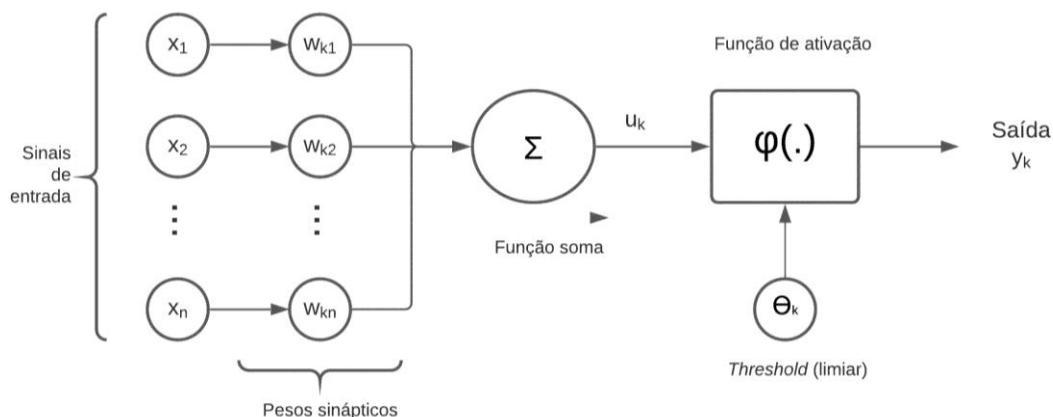 Sinais
de
entrada
x1
x2
xn
wk1
wk2
wkn
Pesos sinápticos
Σ
Função soma
uk
Função de ativação
φ(.)
ϴk
Threshold (limiar)
Saída
yk